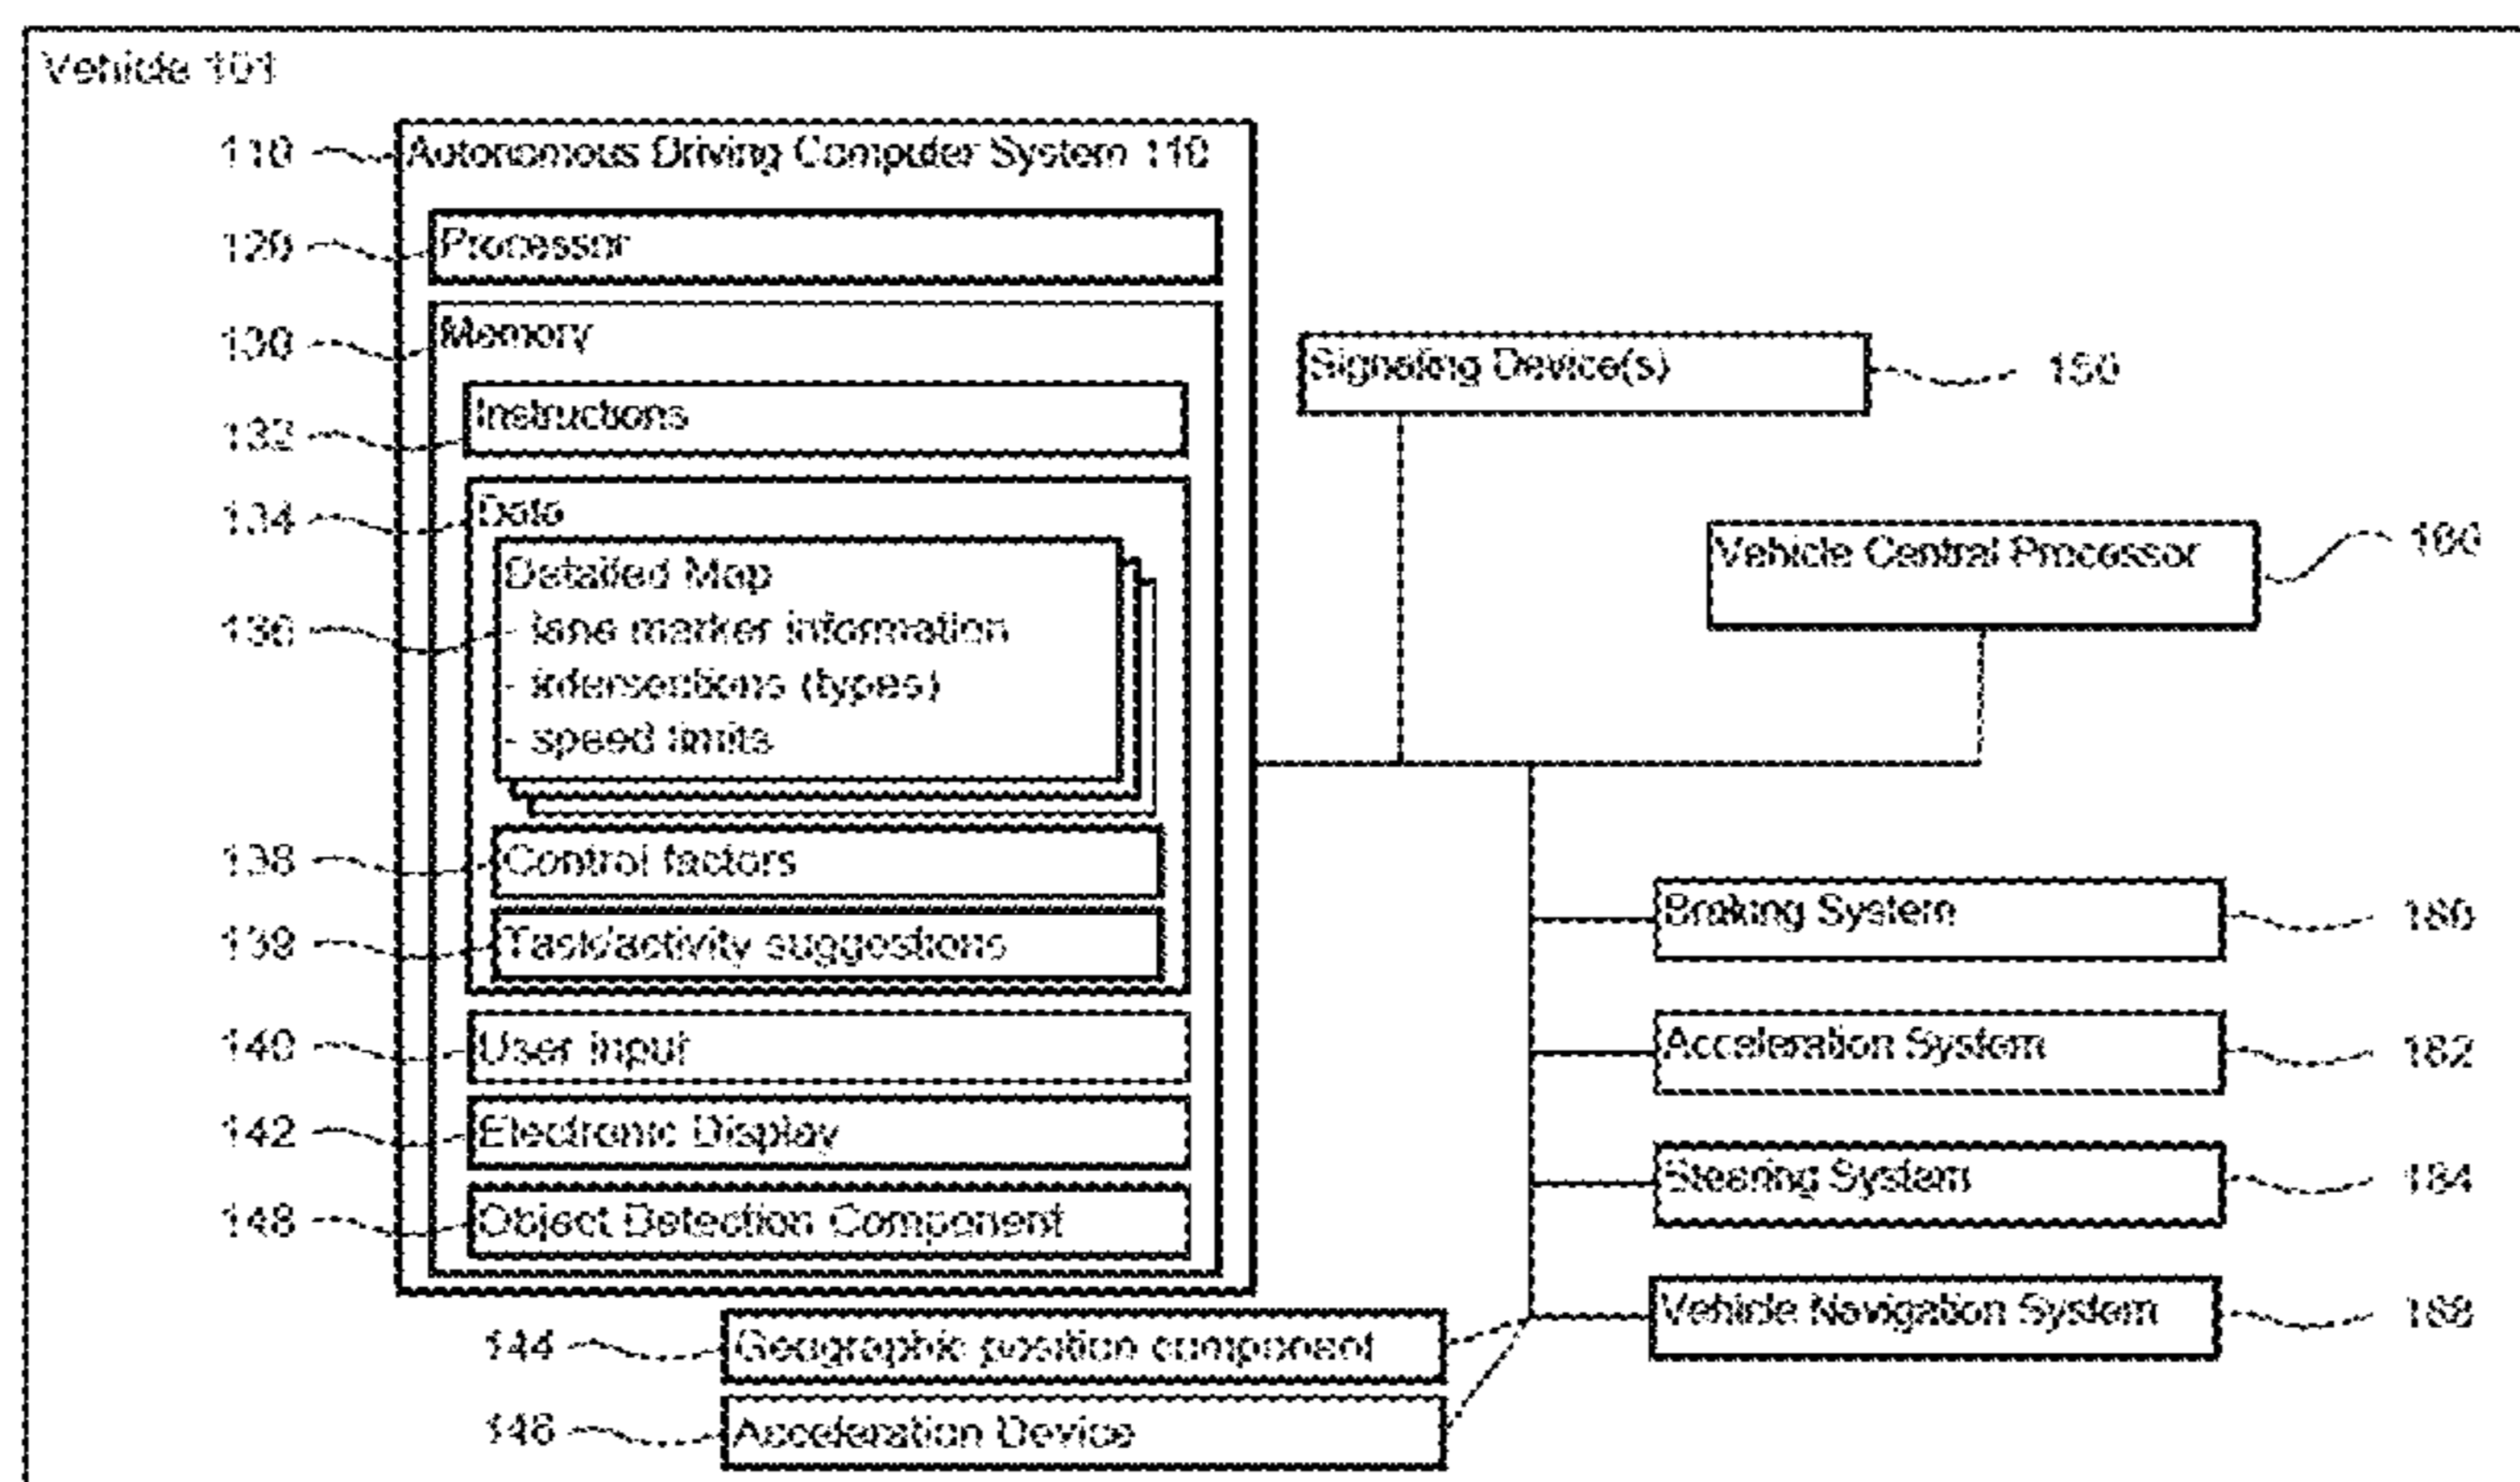 Vehicle 101
110 Autonomous Driving Computer System 110
120 Processor
130 Memory
132 Instructions
134 Data
136 Detailed Map
- lane marker information
- intersections (types)
- speed limits
138 Control factors
139 Task/activity suggestions
140 User Input
142 Electronic Display
148 Object Detection Component
144 Geographic position component
146 Acceleration Device
Signaling Device(s) 150
Vehicle Central Processor 160
Braking System 180
Acceleration System 182
Steering System 184
Vehicle Navigation System